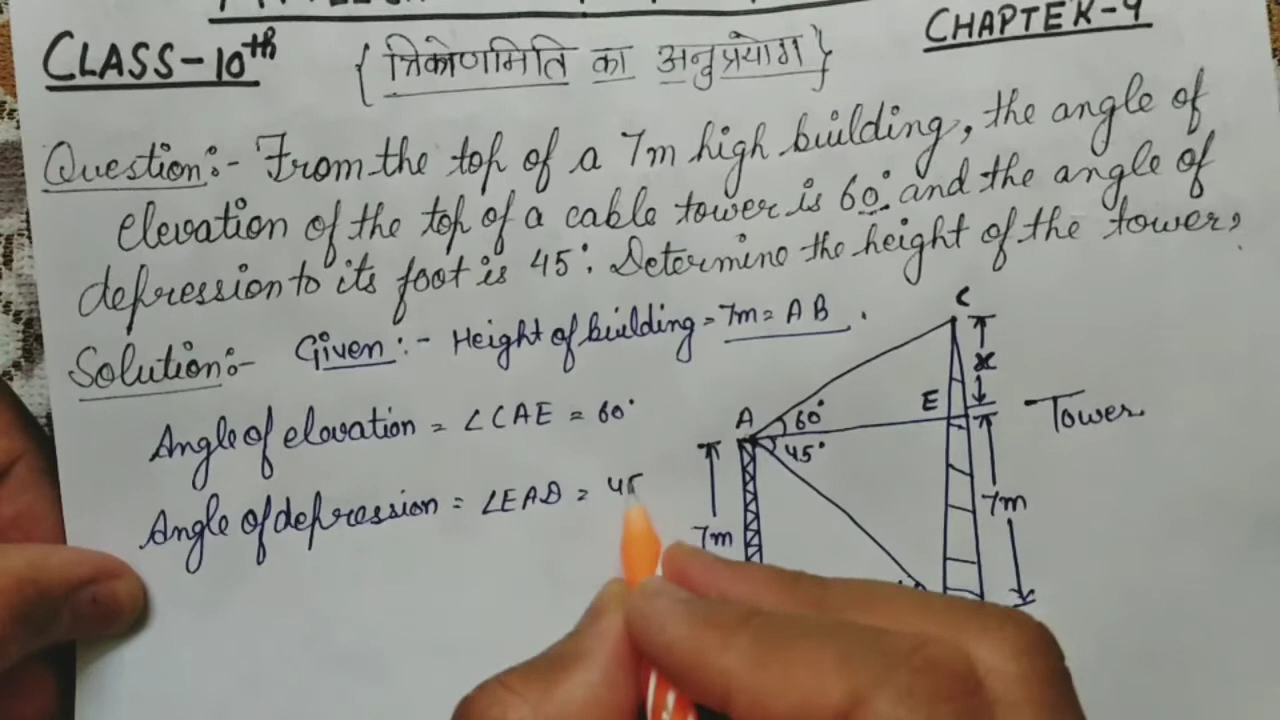 CLASS-10th
{त्रिकोणमिति का अनुप्रयोग}
CHAPTER-9
Question:- From the top of a 7m high building, the angle of
elevation of the top of a cable tower is 60° and the angle of
depression to its foot is 45°. Determine the height of the tower,
Solution:- Given:- Height of building = 7m = AB.
Angle of elevation = ∠CAE = 60°
Angle of depression = ∠EAD = 45
C
x
E
Tower
A
60°
45°
7m
7m